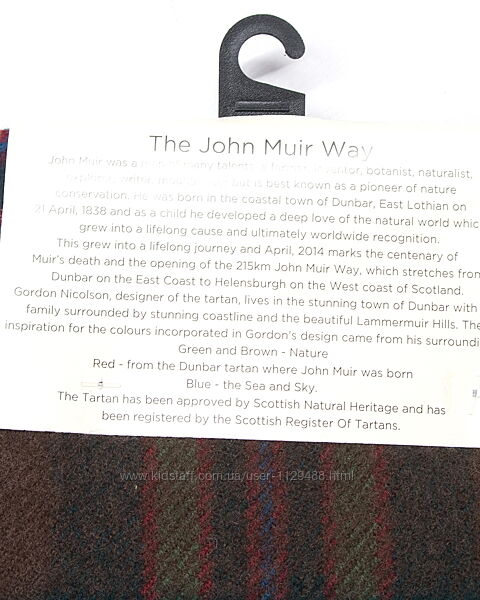 The John Muir Way
John Muir was a man of many talents, a farmer, inventor, botanist, naturalist,
explorer, writer, but is best known as a pioneer of nature
conservation. He was born in the coastal town of Dunbar, East Lothian on
21 April, 1838 and as a child he developed a deep love of the natural world whic
grew into a lifelong cause and ultimately worldwide recognition.
This grew into a lifelong journey and April, 2014 marks the centenary of
Muir's death and the opening of the 215km John Muir Way, which stretches from
Dunbar on the East Coast to Helensburgh on the West coast of Scotland.
Gordon Nicolson, designer of the tartan, lives in the stunning town of Dunbar with
family surrounded by stunning coastline and the beautiful Lammermuir Hills. The
inspiration for the colours incorporated in Gordon's design came from his surroundi
Green and Brown - Nature
Red - from the Dunbar tartan where John Muir was born
Blue - the Sea and Sky.
The Tartan has been approved by Scottish Natural Heritage and has
been registered by the Scottish Register Of Tartans.
www.kidstaff.com.ua/user-1129488.html